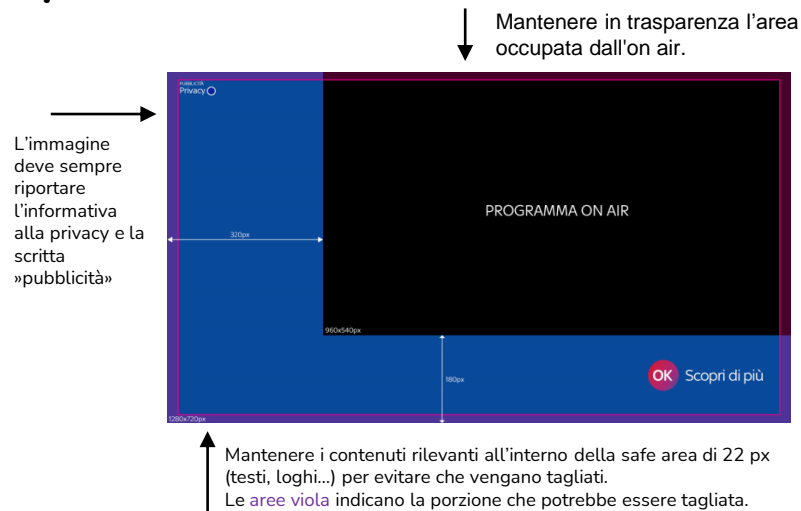 Mantenere in trasparenza l'area
occupata dall'on air.
PUBBLICITÀ
Privacy
L'immagine
deve sempre
riportare
l'informativa
alla privacy e la
scritta
»pubblicità»
PROGRAMMA ON AIR
320px
960x540px
180px
OK Scopri di più
1280x720px
Mantenere i contenuti rilevanti all'interno della safe area di 22 px
(testi, loghi...) per evitare che vengano tagliati.
Le aree viola indicano la porzione che potrebbe essere tagliata.